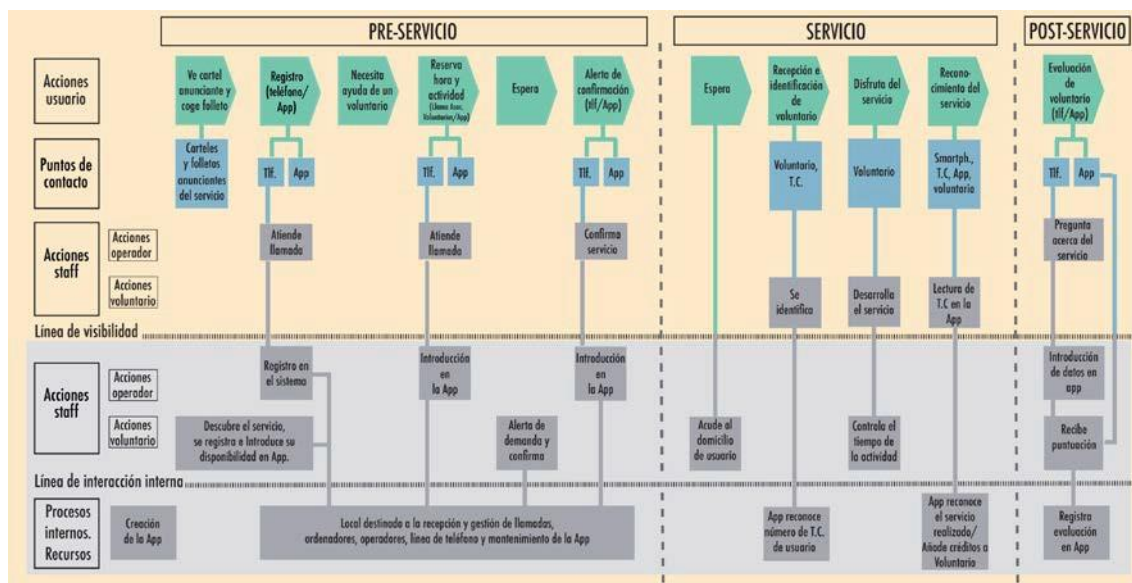 PRE-SERVICIO
SERVICIO
POST-SERVICIO
Acciones
usuario
Ve cartel
anunciante y
coge folleto
Registro
(teléfono/
App)
Necesita
ayuda de un
voluntario
Reserva
hora y
actividad
(Llama Asoc.
Voluntarios/App)
Espera
Alerta de
confirmación
(tlf/App)
Espera
Recepción e
identificación
de
voluntario
Disfruta del
servicio
Recono-
cimiento del
servicio
Evaluación
de
voluntario
(tlf/App)
Puntos de
contacto
Carteles
y folletos
anunciantes
del servicio
Tlf.
App
Tlf.
App
Tlf.
App
Voluntario,
T.C.
Voluntario
Smartph.,
T.C, App,
voluntario
Tlf.
App
Acciones
staff
Acciones
operador
Atiende
llamada
Atiende
llamada
Confirma
servicio
Pregunta
acerca del
servicio
Acciones
voluntario
Se
identifica
Desarrolla
el servicio
Lectura de
T.C en la
App
Línea de visibilidad
Acciones
staff
Acciones
operador
Registro en
el sistema
Introducción
en
la App
Introducción
en
la App
Introducción
de datos en
app
Acciones
voluntario
Descubre el servicio,
se registra e Introduce su
disponibilidad en App.
Alerta de
demanda y
confirma
Acude al
domicilio
de usuario
Controla el
tiempo de
la actividad
Recibe
puntuación
Línea de interacción interna
Procesos
internos.
Recursos
Creación
de la App
Local destinado a la recepción y gestión de llamadas,
ordenadores, operadores, línea de teléfono y mantenimiento de la App
App reconoce
número de T.C.
de usuario
App reconoce
el servicio
realizado/
Añade créditos a
Voluntario
Registra
evaluación
en App